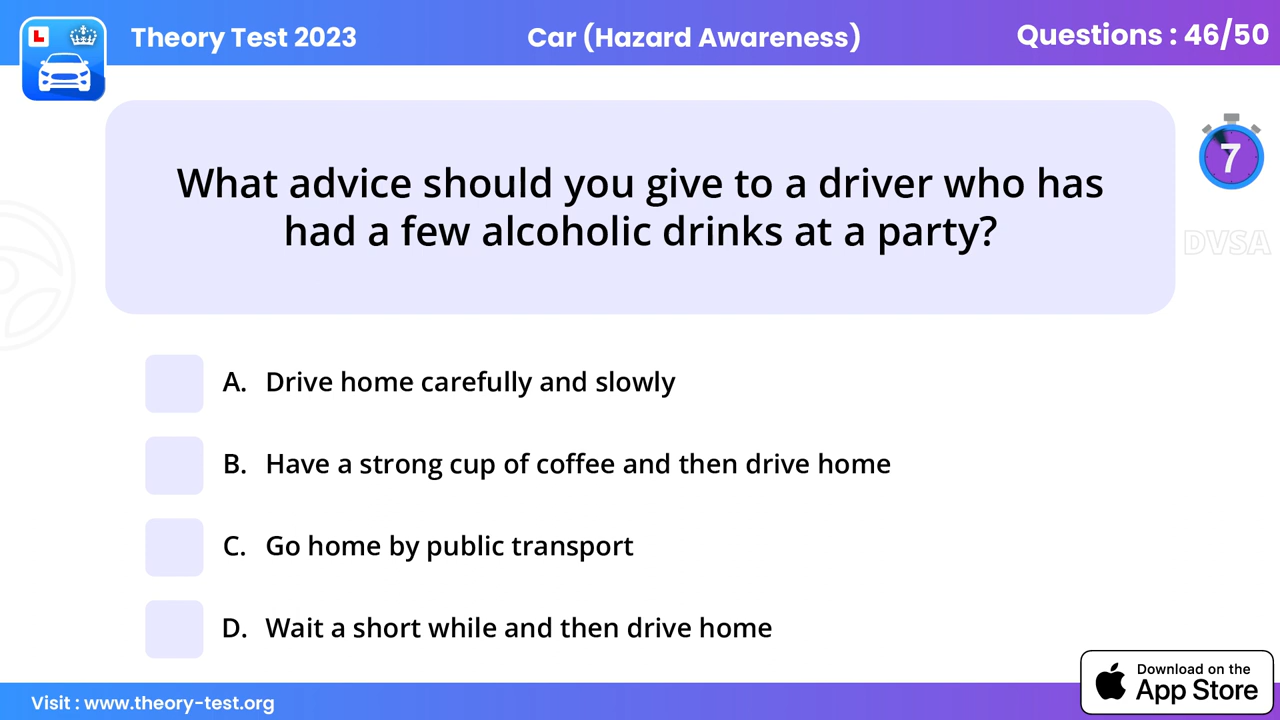 L
Theory Test 2023
Car (Hazard Awareness)
Questions : 46/50
What advice should you give to a driver who has
had a few alcoholic drinks at a party?
7
DVSA
A. Drive home carefully and slowly
B. Have a strong cup of coffee and then drive home
C. Go home by public transport
D. Wait a short while and then drive home
Visit : www.theory-test.org
Download on the
App Store